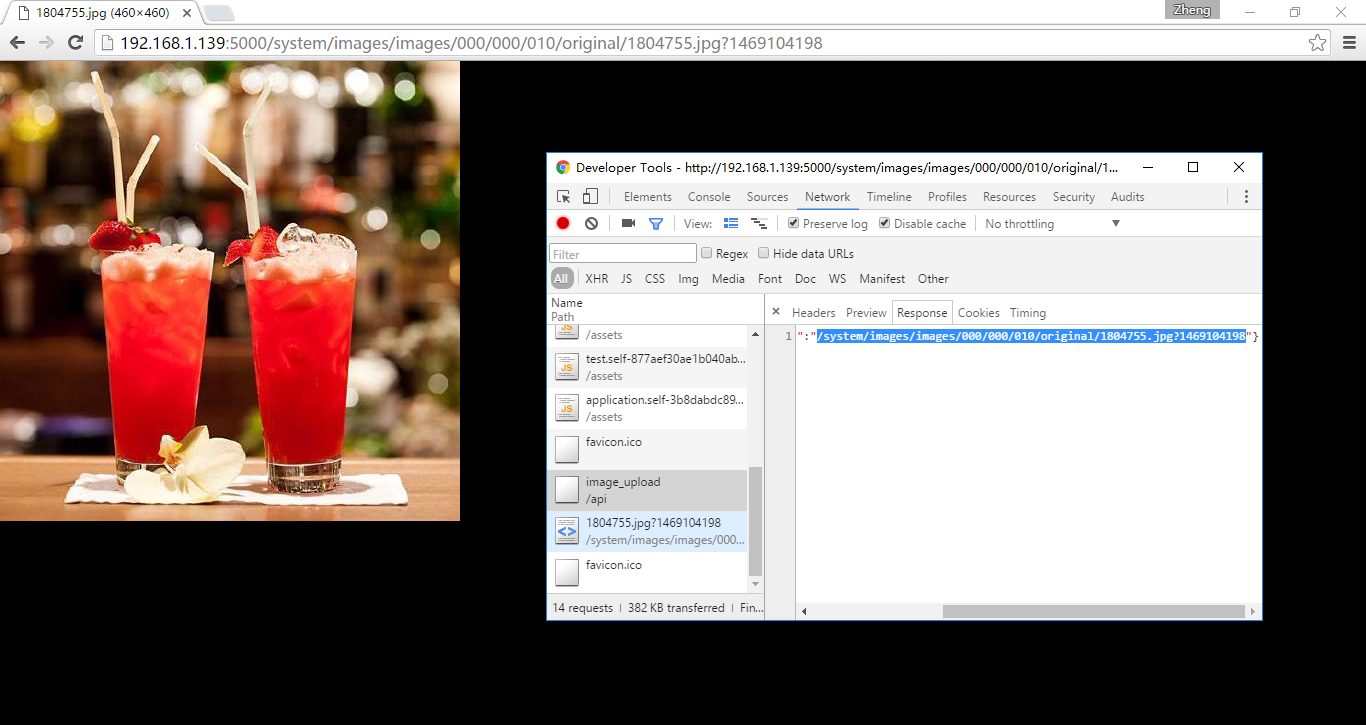 1804755.jpg (460×460)
Zheng
192.168.1.139:5000/system/images/images/000/000/010/original/1804755.jpg?1469104198
Developer Tools - http://192.168.1.139:5000/system/images/images/000/000/010/original/1...
Elements Console Sources Network Timeline Profiles Resources Security Audits
View: Preserve log Disable cache No throttling
Filter Regex Hide data URLs
All XHR JS CSS Img Media Font Doc WS Manifest Other
Name
Path
JS
/assets
test.self-877aef30ae1b040ab...
JS
/assets
application.self-3b8dabdc89...
JS
/assets
favicon.ico
image_upload
/api
1804755.jpg?1469104198
/system/images/images/000...
favicon.ico
14 requests | 382 KB transferred | Fin...
× Headers Preview Response Cookies Timing
1 ":"/system/images/images/000/000/010/original/1804755.jpg?1469104198"}